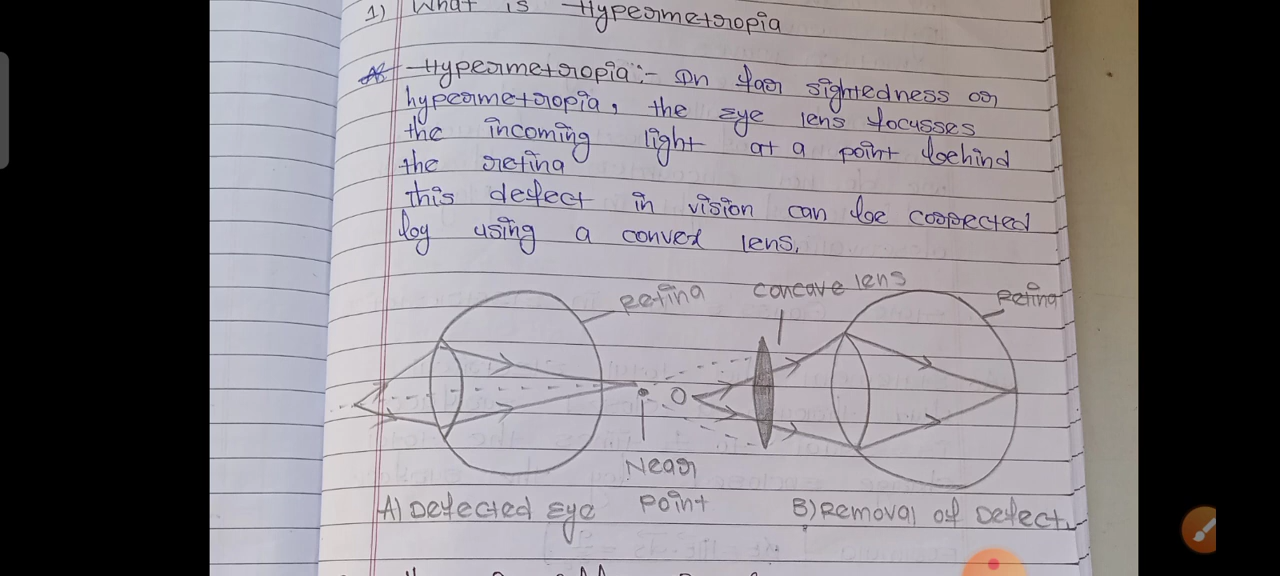 1) What is Hypermetropia
Hypermetropia :- In far sightedness or
hypermetropia, the Eye lens focusses
the incoming light at a point behind
the retina
this defect in vision can be corrected
by using a convex lens.
Retina
concave lens
Retina
O
Near
Point
A) Defected Eye
B) Removal of Defect.